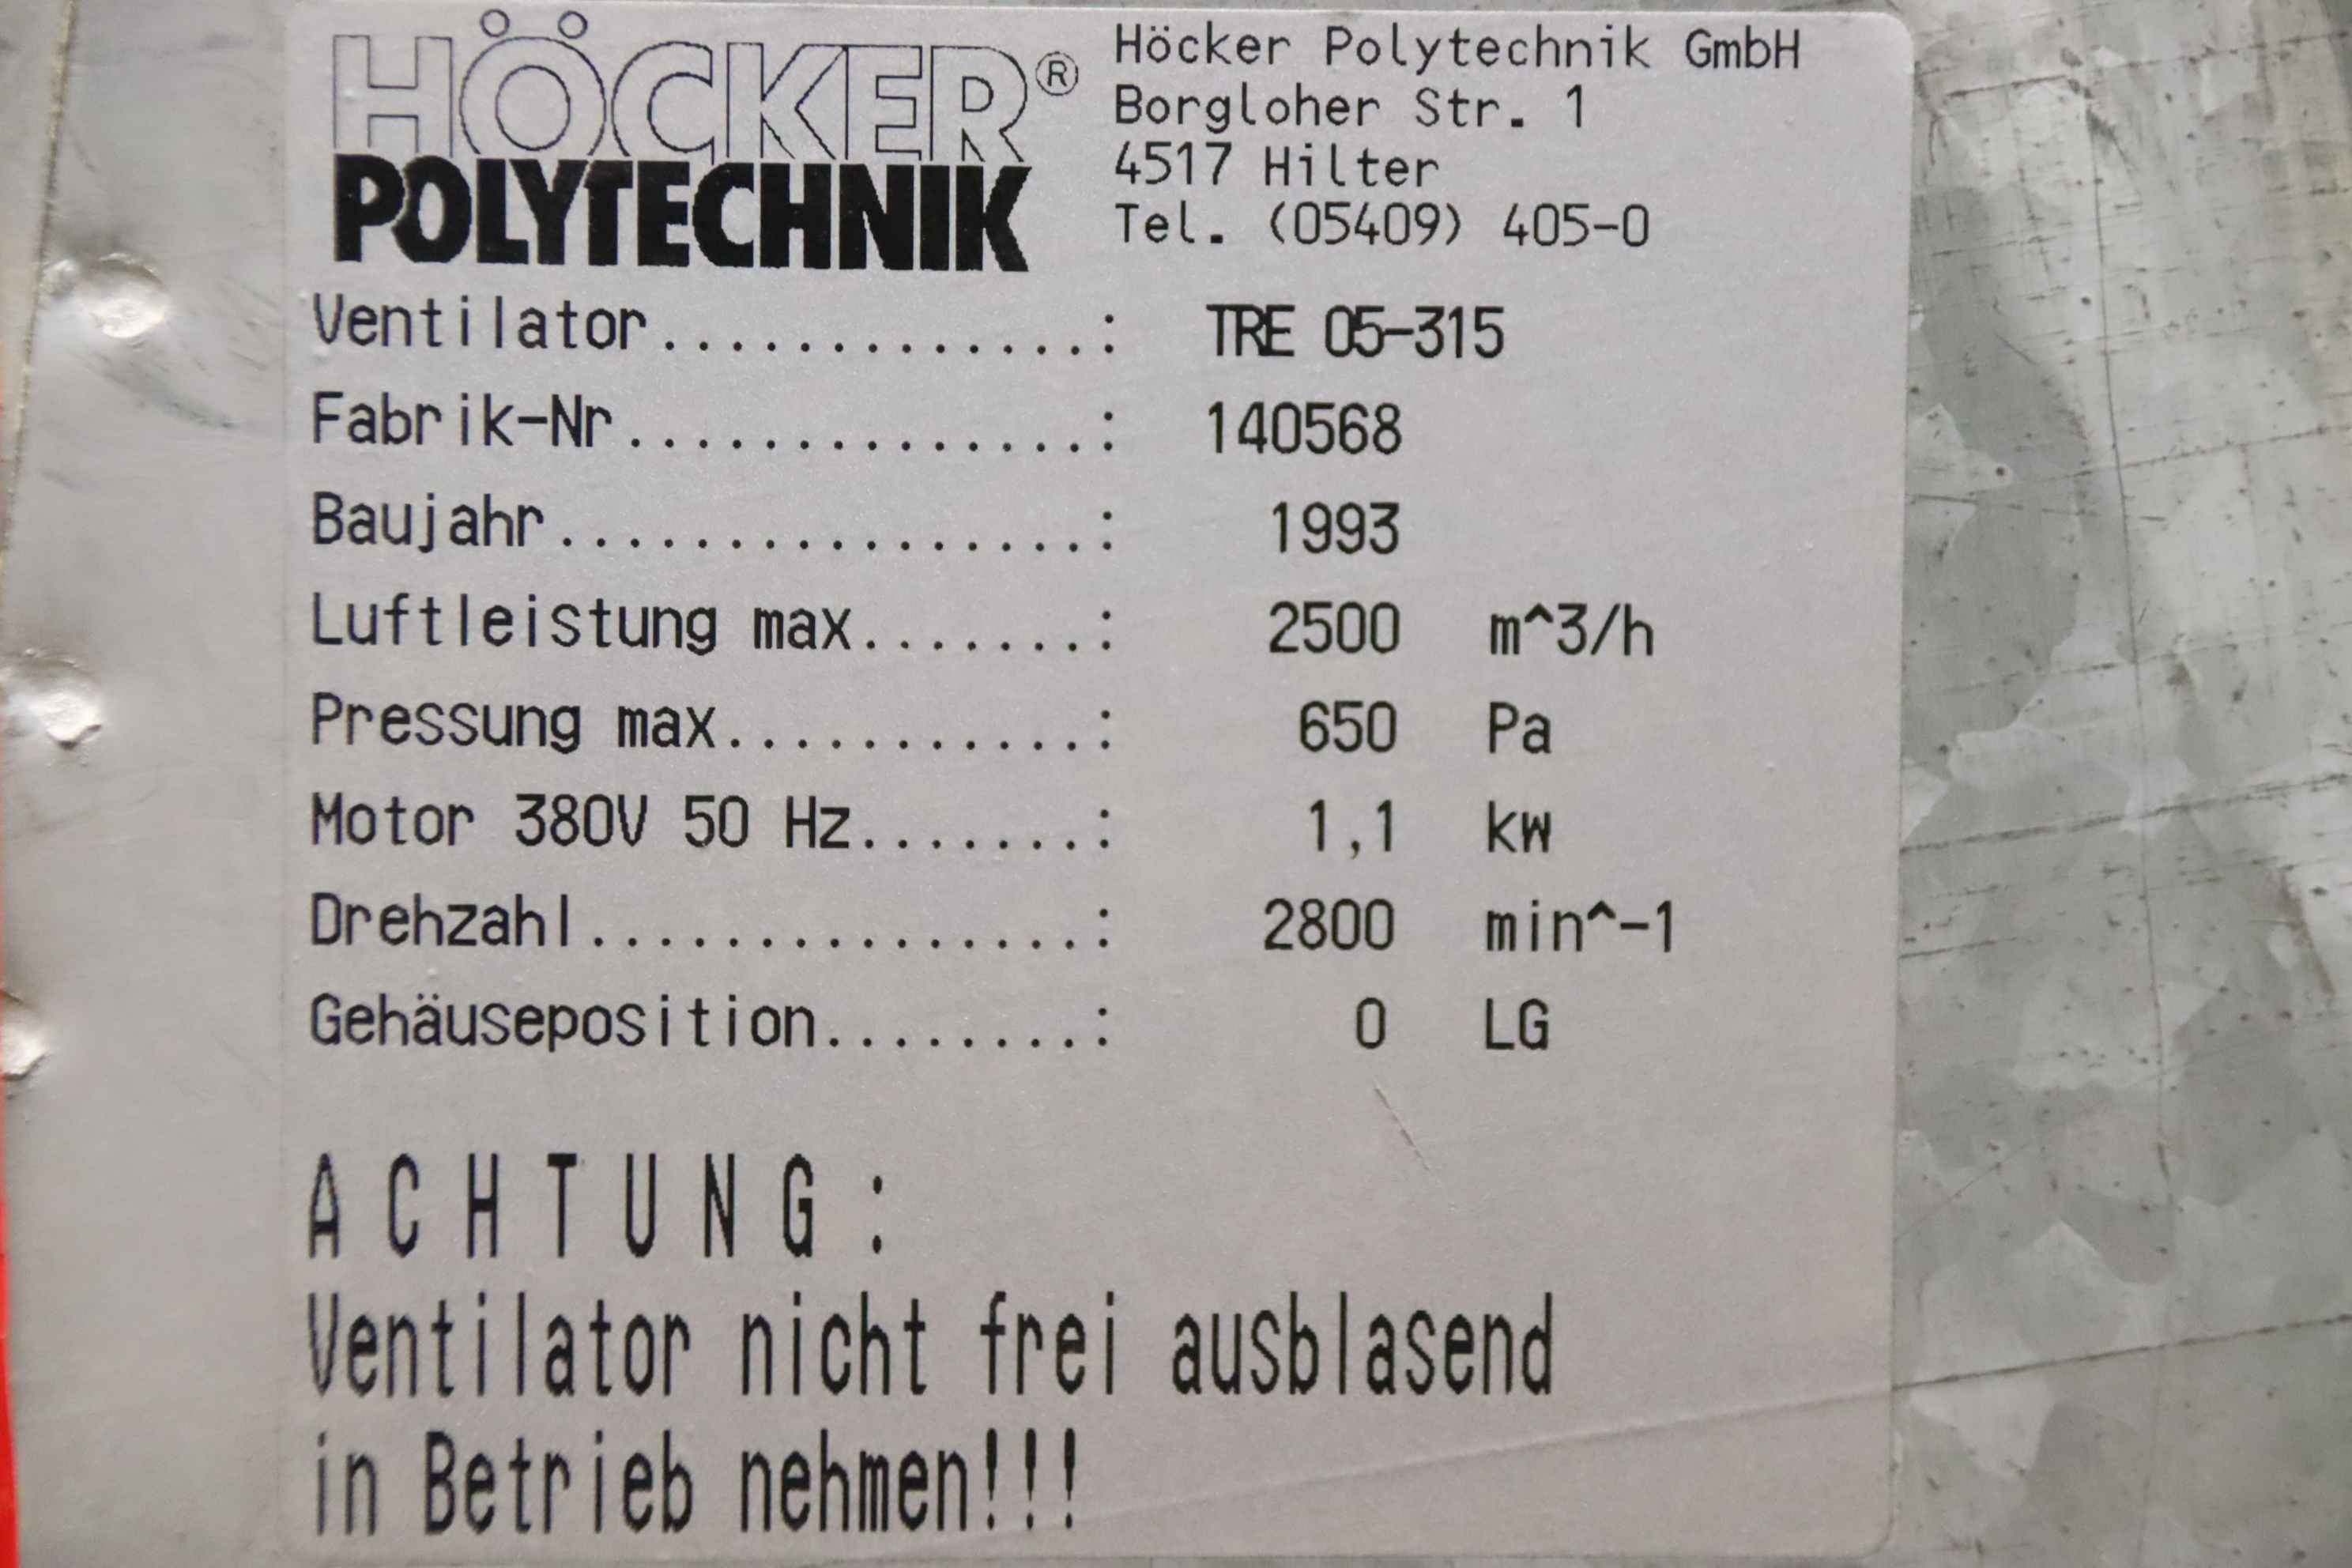 HÖCKER®
POLYTECHNIK
Höcker Polytechnik GmbH
Borgloher Str. 1
4517 Hilter
Tel. (05409) 405-0
Ventilator.............: TRE 05-315
Fabrik-Nr..............: 140568
Baujahr................: 1993
Luftleistung max.......: 2500 m^3/h
Pressung max...........: 650 Pa
Motor 380V 50 Hz.......: 1,1 kW
Drehzahl...............: 2800 min^-1
Gehäuseposition........: 0 LG
A C H T U N G :
Ventilator nicht frei ausblasend
in Betrieb nehmen!!!